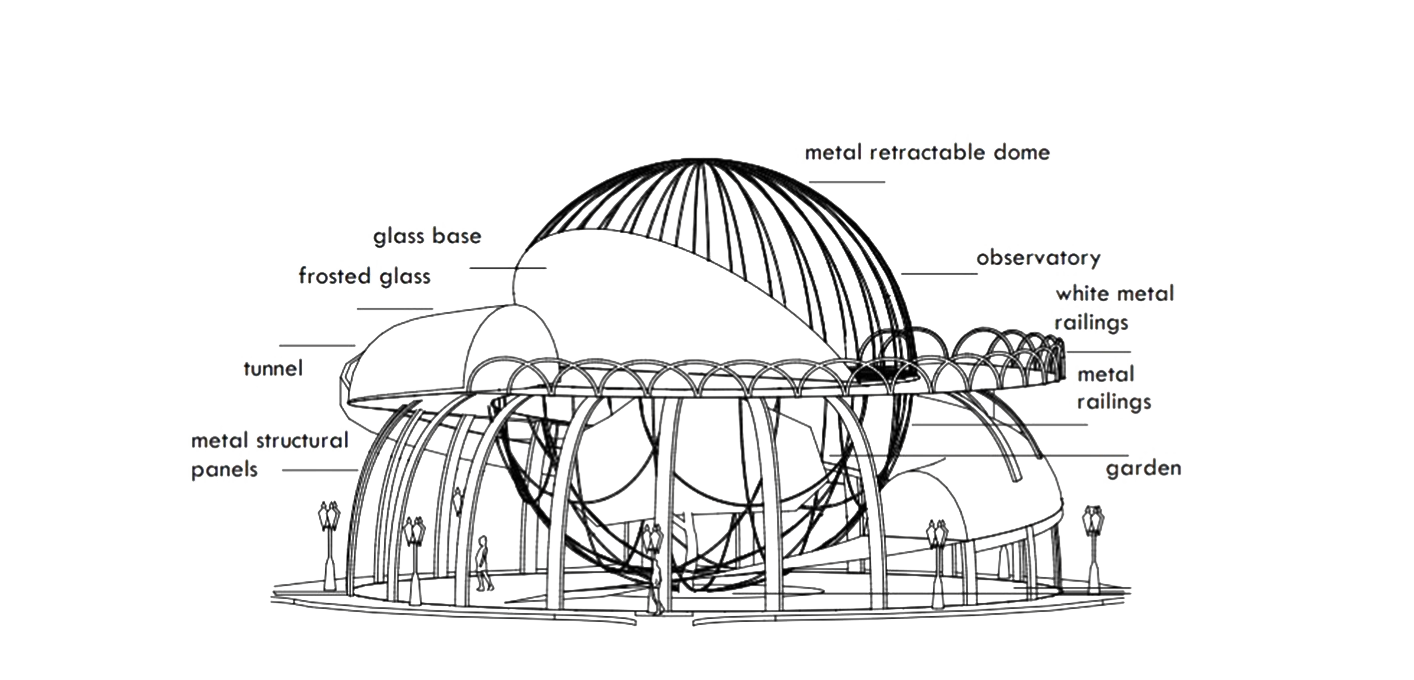 metal retractable dome
glass base
frosted glass
observatory
white metal
railings
tunnel
metal
railings
metal structural
panels
garden